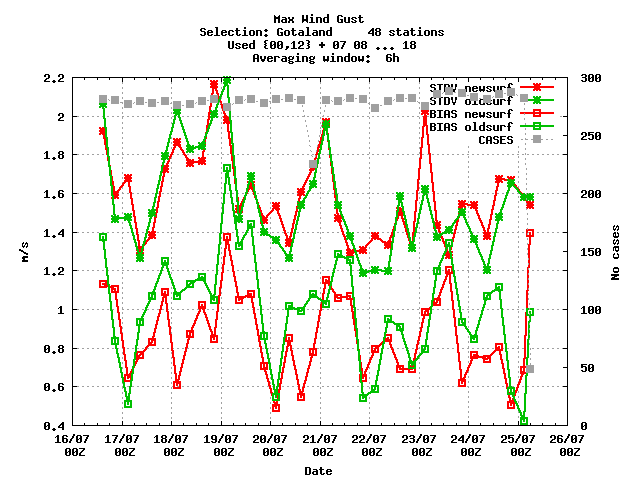 Max Wind Gust
Selection: Gotaland     48 stations
Used {00,12} + 07 08 ... 18
Averaging window:  6h
STDV newsurf
STDV oldsurf
BIAS newsurf
BIAS oldsurf
CASES
2.2
2
1.8
1.6
1.4
1.2
1
0.8
0.6
0.4
m/s
300
250
200
150
100
50
0
No cases
16/07 17/07 18/07 19/07 20/07 21/07 22/07 23/07 24/07 25/07 26/07
00Z 00Z 00Z 00Z 00Z 00Z 00Z 00Z 00Z 00Z 00Z
Date